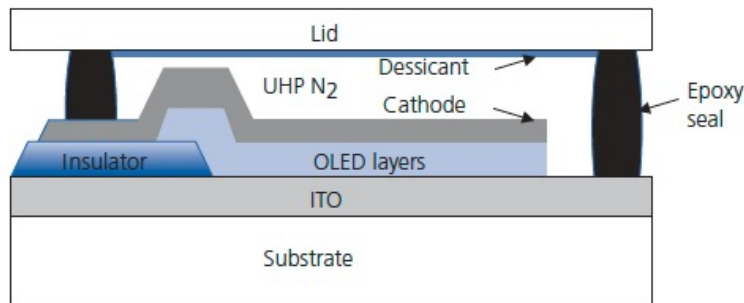 Lid
Dessicant
UHP N2
Cathode
Epoxy
seal
Insulator
OLED layers
ITO
Substrate